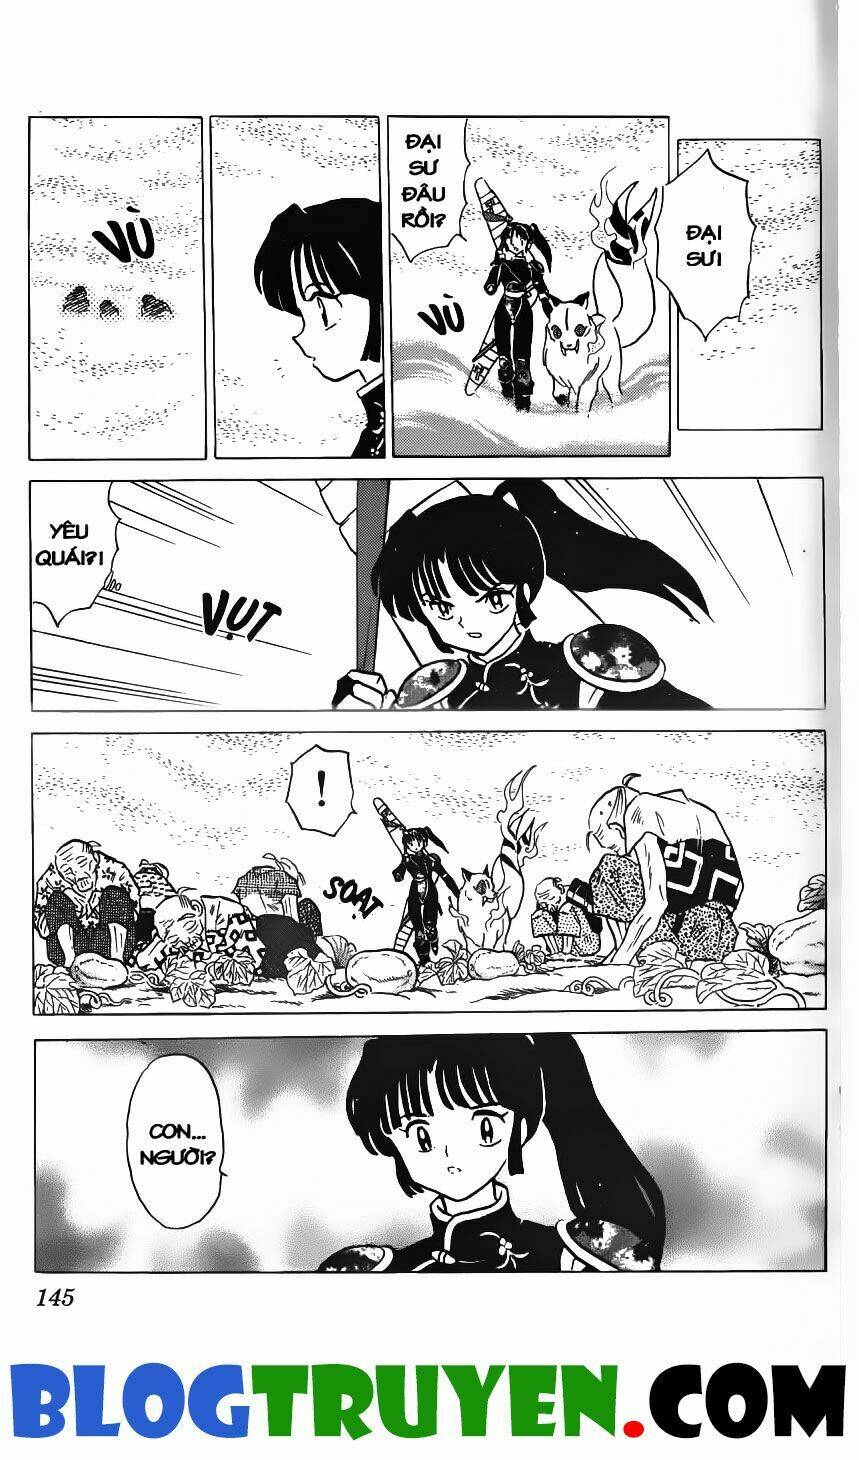 ĐẠI
SƯ!
ĐẠI
SƯ
ĐÂU
RỒI?
VÙ
VÙ
YÊU
QUÁI?!
VỤT
!
SOẠT
CON...
NGƯỜI?
145
BLOGTRUYEN.COM